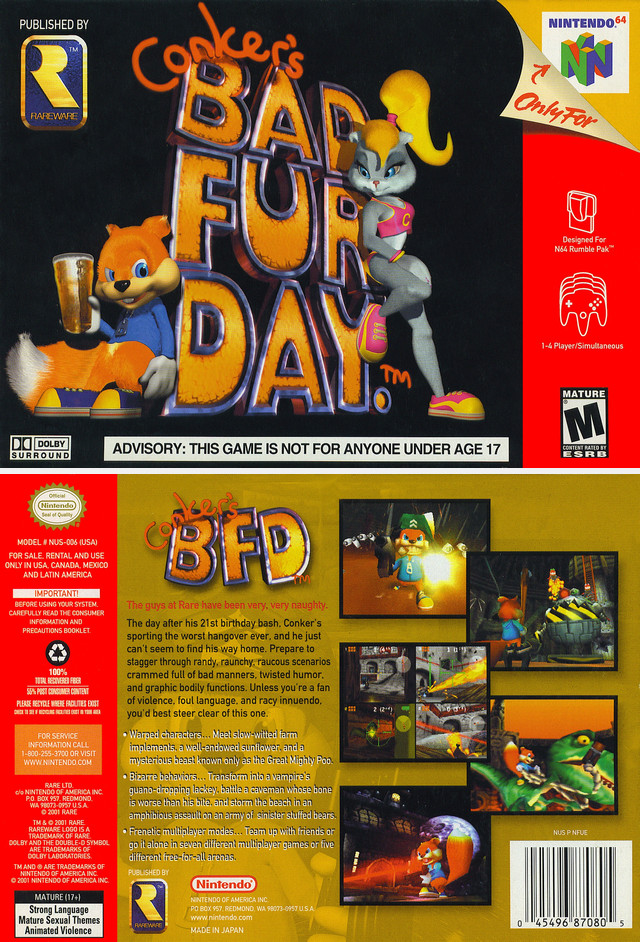 PUBLISHED BY
R
TM
RAREWARE
Conker's
BAD
FUR
DAY.
TM
C
NINTENDO 64
N
Only For
Designed For
N64 Rumble Pak™
1-4 Player/Simultaneous
MATURE
M
®
CONTENT RATED BY
ESRB
DOLBY
SURROUND
ADVISORY: THIS GAME IS NOT FOR ANYONE UNDER AGE 17
Official
Nintendo
Seal of Quality
MODEL # NUS-006 (USA)
FOR SALE, RENTAL AND USE
ONLY IN USA, CANADA, MEXICO
AND LATIN AMERICA
IMPORTANT!
BEFORE USING YOUR SYSTEM,
CAREFULLY READ THE CONSUMER
INFORMATION AND
PRECAUTIONS BOOKLET.
100%
TOTAL RECOVERED FIBER
55% POST CONSUMER CONTENT
PLEASE RECYCLE WHERE FACILITIES EXIST
CHECK TO SEE IF RECYCLING FACILITIES EXIST IN YOUR AREA
FOR SERVICE
INFORMATION CALL
1-800-255-3700 OR VISIT
WWW.NINTENDO.COM
RARE LTD.
c/o NINTENDO OF AMERICA INC.
P.O. BOX 957, REDMOND,
WA 98073-0957 U.S.A.
© 2001 RARE
TM & © 2001 RARE.
RAREWARE LOGO IS A
TRADEMARK OF RARE.
DOLBY AND THE DOUBLE-D SYMBOL
ARE TRADEMARKS OF
DOLBY LABORATORIES.
TM AND ® ARE TRADEMARKS OF
NINTENDO OF AMERICA INC.
© 2001 NINTENDO OF AMERICA INC.
MATURE (17+)
Strong Language
Mature Sexual Themes
Animated Violence
Conker's
BFD
TM
The guys at Rare have been very, very naughty.
The day after his 21st birthday bash, Conker's
sporting the worst hangover ever, and he just
can't seem to find his way home. Prepare to
stagger through randy, raunchy, raucous scenarios
crammed full of bad manners, twisted humor,
and graphic bodily functions. Unless you're a fan
of violence, foul language, and racy innuendo,
you'd best steer clear of this one.
• Warped characters... Meet slow-witted farm
implements, a well-endowed sunflower, and a
mysterious beast known only as the Great Mighty Poo.
• Bizarre behaviors... Transform into a vampire's
guano-dropping lackey, battle a caveman whose bone
is worse than his bite, and storm the beach in an
amphibious assault on an army of sinister stuffed bears.
• Frenetic multiplayer modes... Team up with friends or
go it alone in seven different multiplayer games or five
different free-for-all arenas.
PUBLISHED BY
R
RAREWARE
Nintendo®
NINTENDO OF AMERICA INC.
P.O. BOX 957, REDMOND, WA 98073-0957 U.S.A.
www.nintendo.com
MADE IN JAPAN
NUS P NFUE
0 45496 87080 5